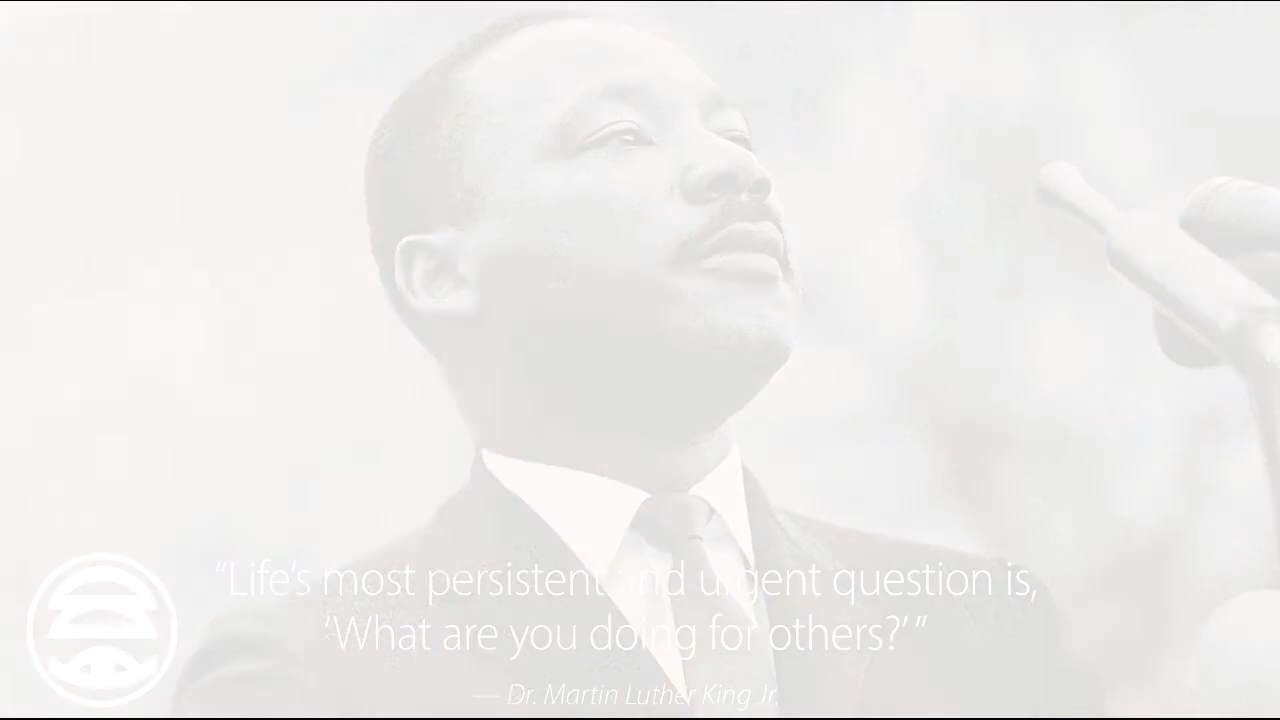 “Life’s most persistent and urgent question is,
‘What are you doing for others?’”
— Dr. Martin Luther King Jr.